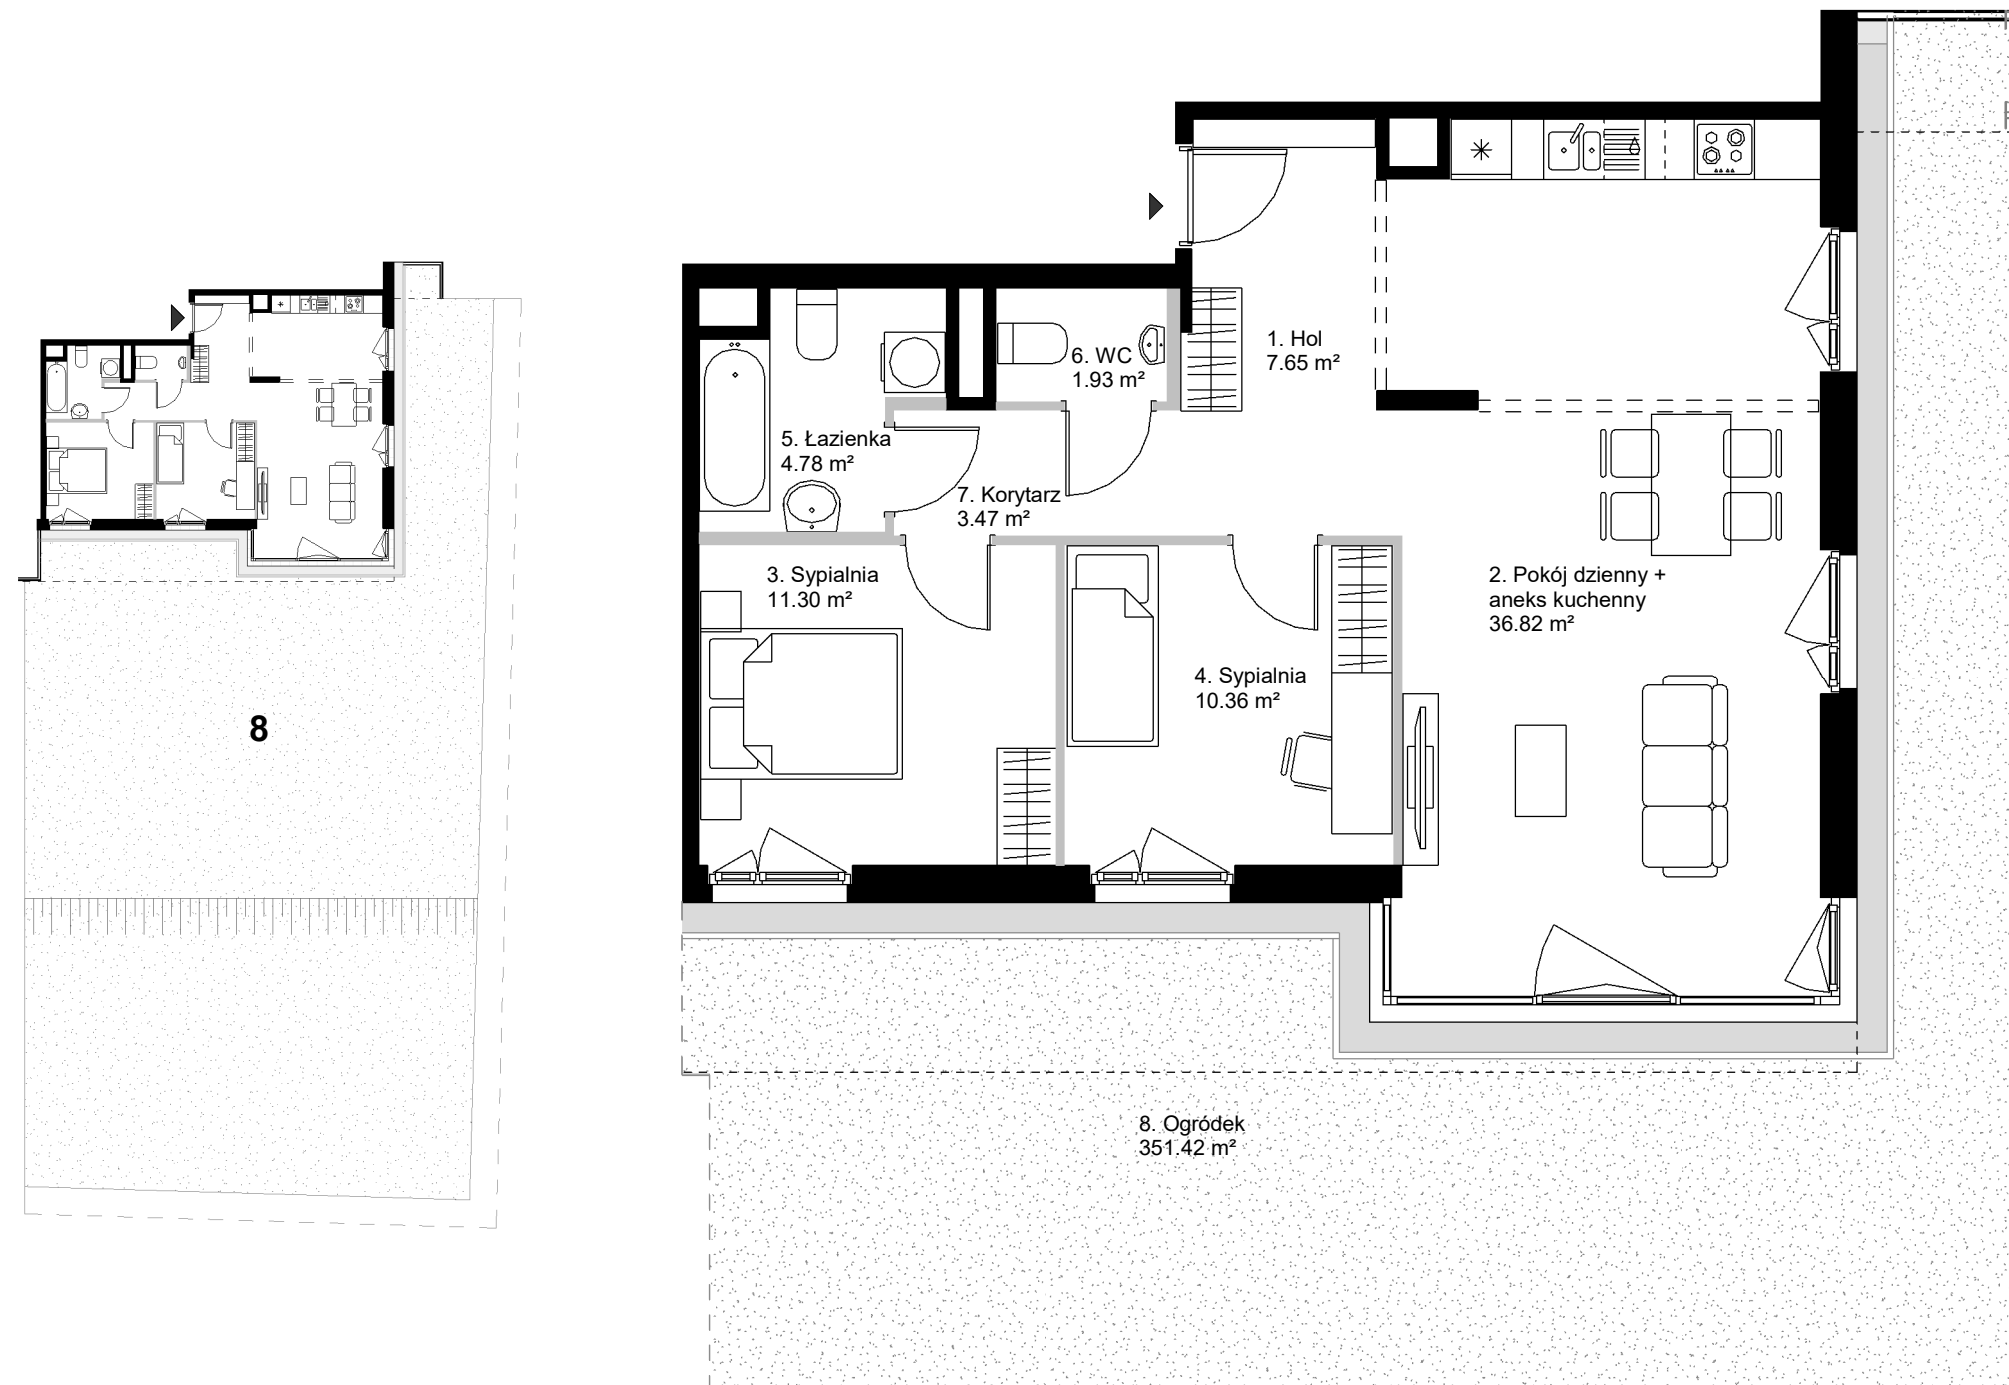 1. Hol
7.65 m²
6. WC
1.93 m²
5. Łazienka
4.78 m²
7. Korytarz
3.47 m²
3. Sypialnia
11.30 m²
2. Pokój dzienny +
aneks kuchenny
36.82 m²
4. Sypialnia
10.36 m²
8
8. Ogródek
351.42 m²